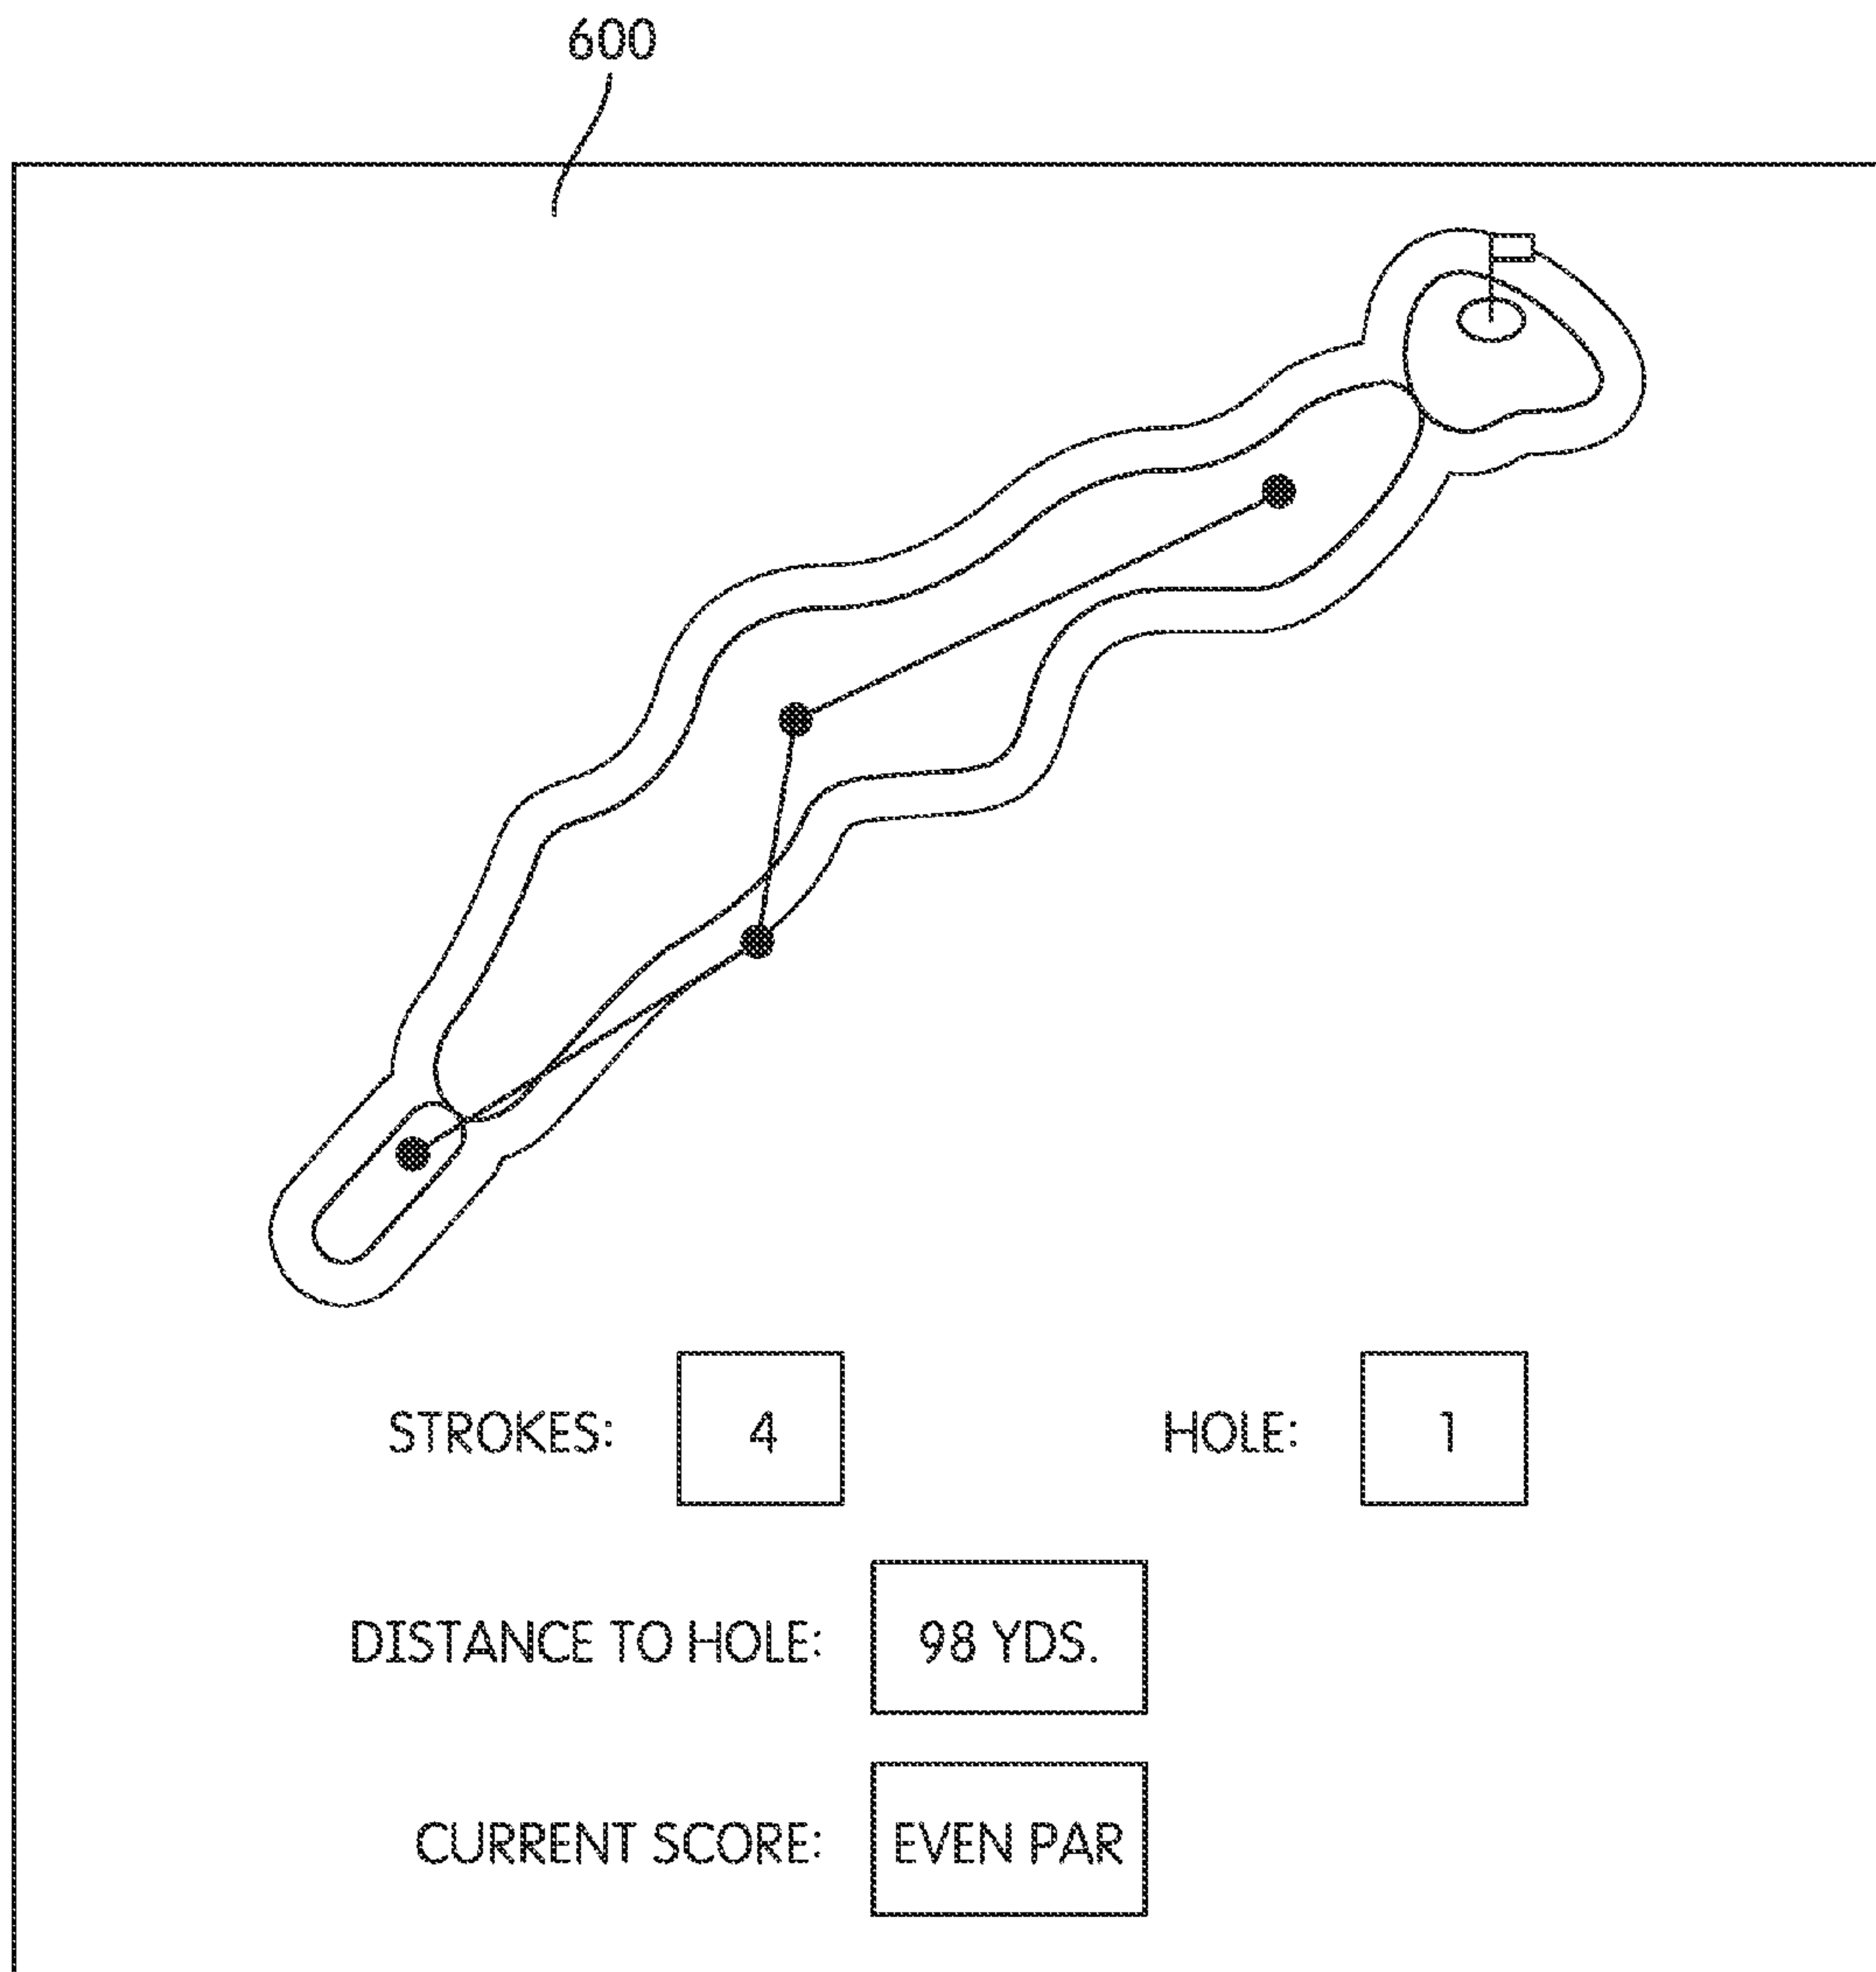 600
STROKES: 4 HOLE: 1
DISTANCE TO HOLE: 98 YDS.
CURRENT SCORE: EVEN PAR